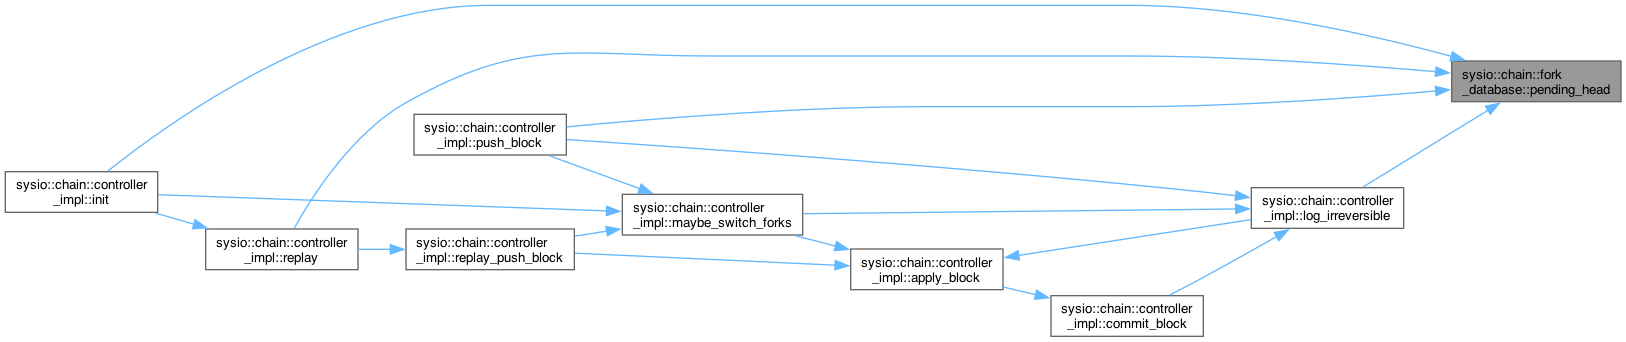 sysio::chain::fork
_database::pending_head
sysio::chain::controller
_impl::push_block
sysio::chain::controller
_impl::init
sysio::chain::controller
_impl::maybe_switch_forks
sysio::chain::controller
_impl::log_irreversible
sysio::chain::controller
_impl::replay
sysio::chain::controller
_impl::replay_push_block
sysio::chain::controller
_impl::apply_block
sysio::chain::controller
_impl::commit_block